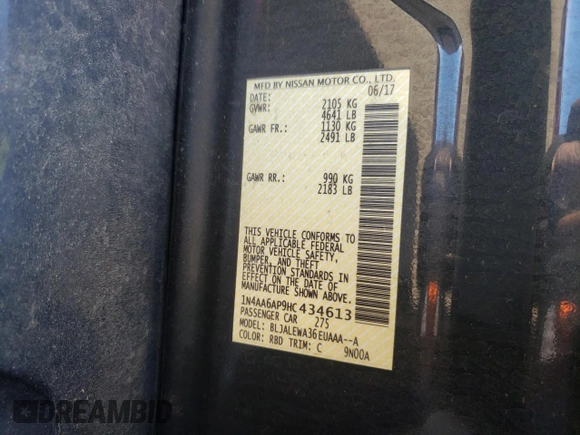 MFD BY NISSAN MOTOR CO., LTD.
DATE: 06/17
GVWR: 2105 KG
4641 LB
GAWR FR.: 1130 KG
2491 LB
GAWR RR.: 990 KG
2183 LB
THIS VEHICLE CONFORMS TO
ALL APPLICABLE FEDERAL
MOTOR VEHICLE SAFETY,
BUMPER, AND THEFT
PREVENTION STANDARDS IN
EFFECT ON THE DATE OF
MANUFACTURE SHOWN ABOVE.
1N4AA6AP9HC434613
PASSENGER CAR 275
MODEL: BLJALEWA36EUAAA--A
COLOR: RBD TRIM: C 9N00A
DREAMBID